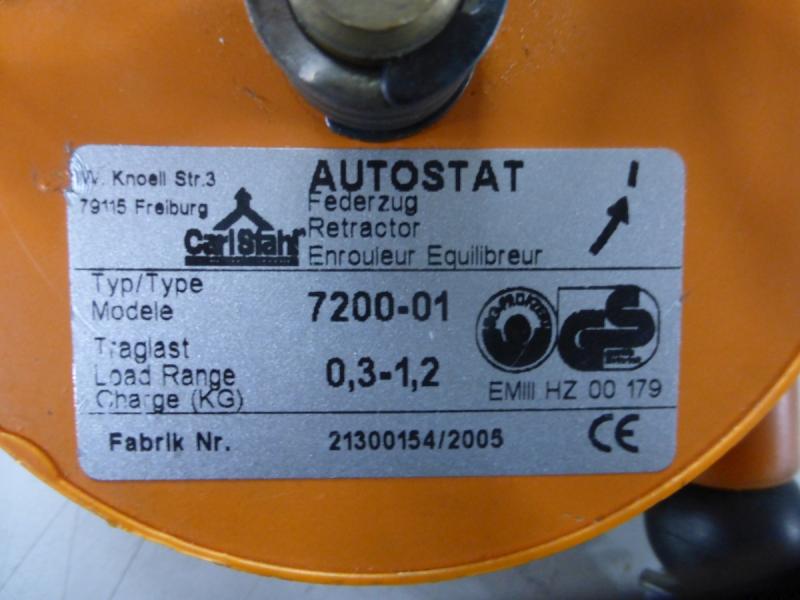 W. Knoell Str.3
79115 Freiburg
Carl Stahl
AUTOSTAT
Federzug
Retractor
Enrouleur Equilibreur
Typ/Type
Modele
7200-01
Traglast
Load Range
Charge (KG)
0,3-1,2
GS
EMIII HZ 00 179
Fabrik Nr.
21300154/2005
CE